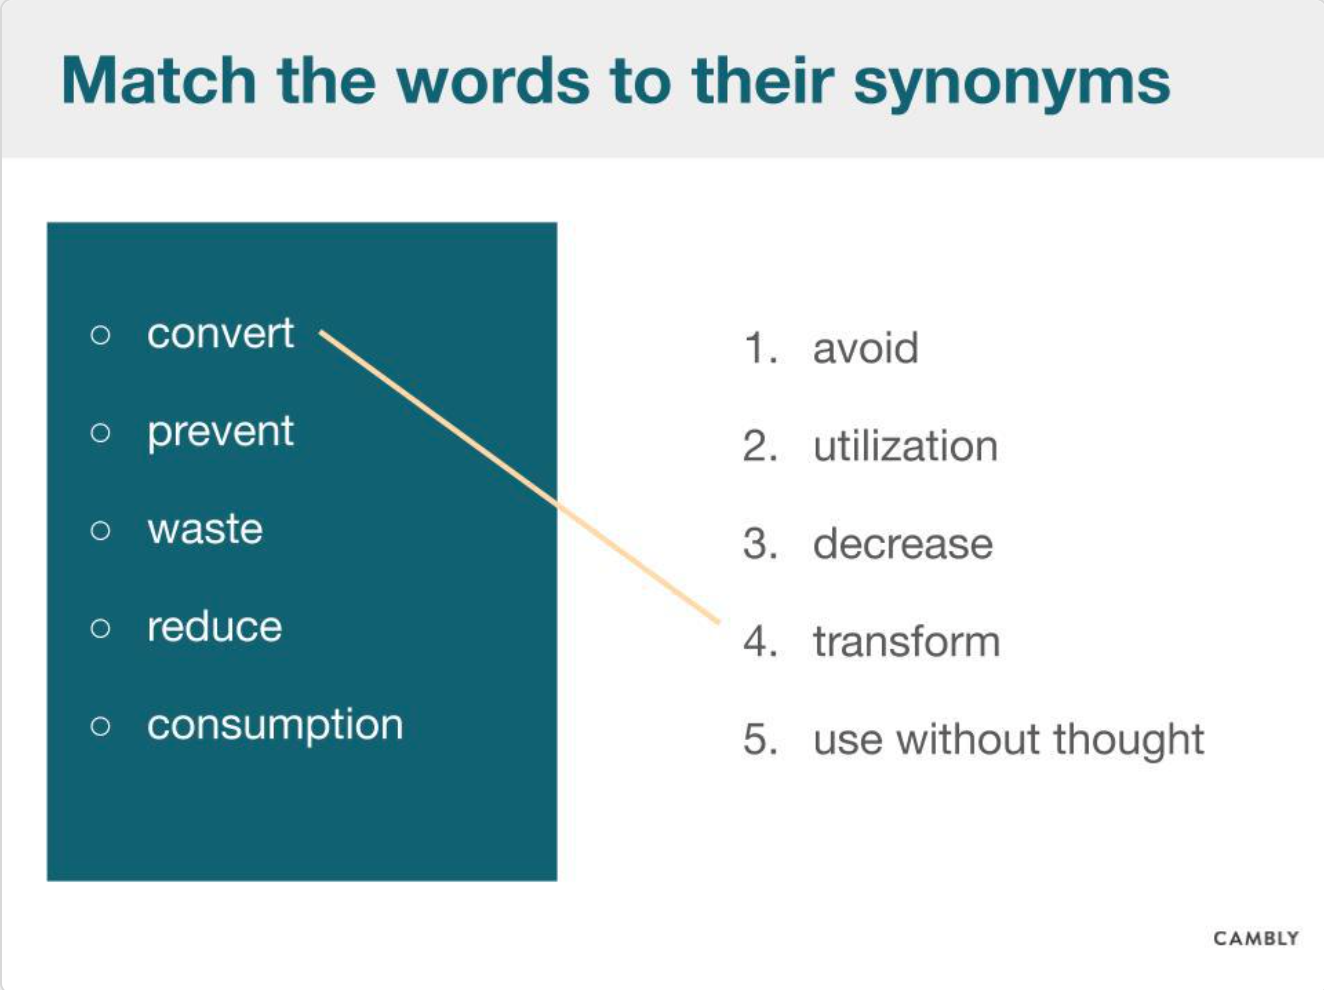 Match the words to their synonyms
○ convert
○ prevent
○ waste
○ reduce
○ consumption
1. avoid
2. utilization
3. decrease
4. transform
5. use without thought
CAMBLY